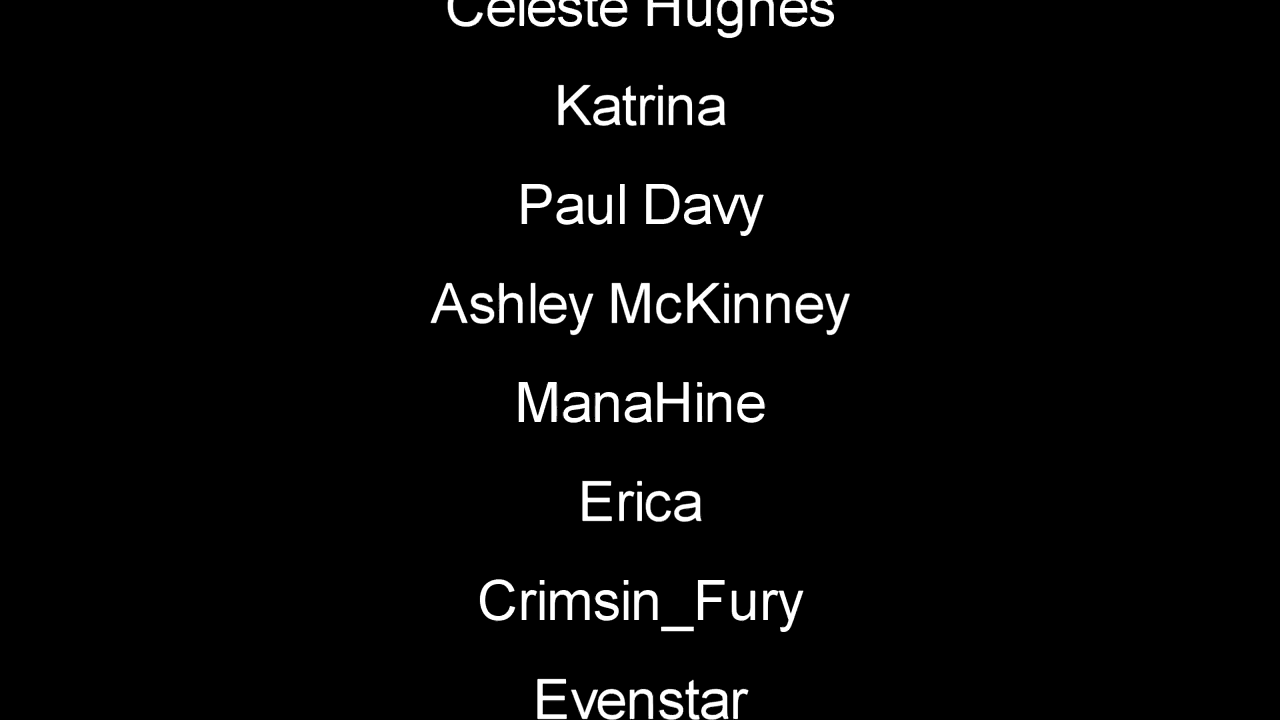 Celeste Hughes
Katrina
Paul Davy
Ashley McKinney
ManaHine
Erica
Crimsin_Fury
Evenstar